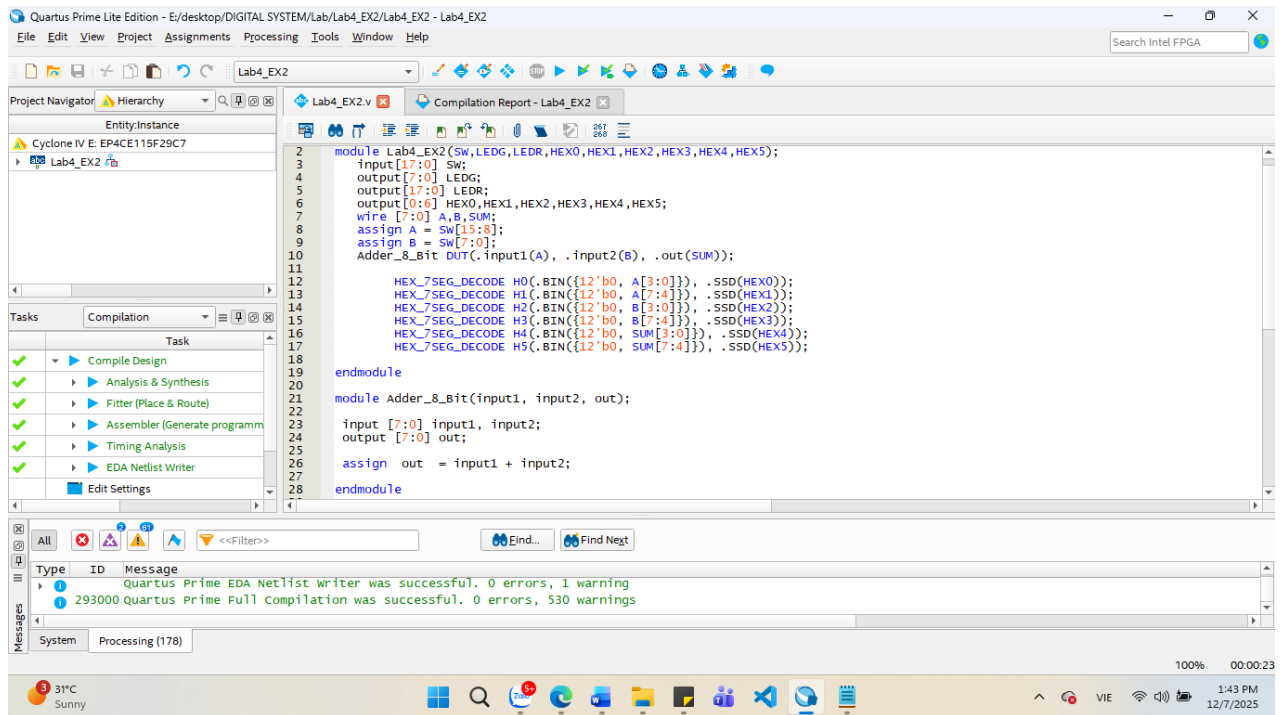 Quartus Prime Lite Edition - E:/desktop/DIGITAL SYSTEM/Lab/Lab4_EX2/Lab4_EX2 - Lab4_EX2
File Edit View Project Assignments Processing Tools Window Help
Search Intel FPGA
Lab4_EX2
Project Navigator Hierarchy
Entity:Instance
Cyclone IV E: EP4CE115F29C7
Lab4_EX2
Tasks Compilation
Task
Compile Design
Analysis & Synthesis
Fitter (Place & Route)
Assembler (Generate programm
Timing Analysis
EDA Netlist Writer
Edit Settings
Lab4_EX2.v Compilation Report - Lab4_EX2
267
268
2 module Lab4_EX2(SW,LEDG,LEDR,HEX0,HEX1,HEX2,HEX3,HEX4,HEX5);
3 input[17:0] SW;
4 output[7:0] LEDG;
5 output[17:0] LEDR;
6 output[0:6] HEX0,HEX1,HEX2,HEX3,HEX4,HEX5;
7 wire [7:0] A,B,SUM;
8 assign A = SW[15:8];
9 assign B = SW[7:0];
10 Adder_8_Bit DUT(.input1(A), .input2(B), .out(SUM));
11
12 HEX_7SEG_DECODE H0(.BIN({12'b0, A[3:0]}), .SSD(HEX0));
13 HEX_7SEG_DECODE H1(.BIN({12'b0, A[7:4]}), .SSD(HEX1));
14 HEX_7SEG_DECODE H2(.BIN({12'b0, B[3:0]}), .SSD(HEX2));
15 HEX_7SEG_DECODE H3(.BIN({12'b0, B[7:4]}), .SSD(HEX3));
16 HEX_7SEG_DECODE H4(.BIN({12'b0, SUM[3:0]}), .SSD(HEX4));
17 HEX_7SEG_DECODE H5(.BIN({12'b0, SUM[7:4]}), .SSD(HEX5));
18
19 endmodule
20
21 module Adder_8_Bit(input1, input2, out);
22
23 input [7:0] input1, input2;
24 output [7:0] out;
25
26 assign out = input1 + input2;
27
28 endmodule
All 2 61 <<Filter>> Find... Find Next
Type ID Message
Quartus Prime EDA Netlist Writer was successful. 0 errors, 1 warning
293000 Quartus Prime Full Compilation was successful. 0 errors, 530 warnings
Messages
System Processing (178)
100% 00:00:23
3 31°C
Sunny
Zalo 5+
VIE
1:43 PM
12/7/2025